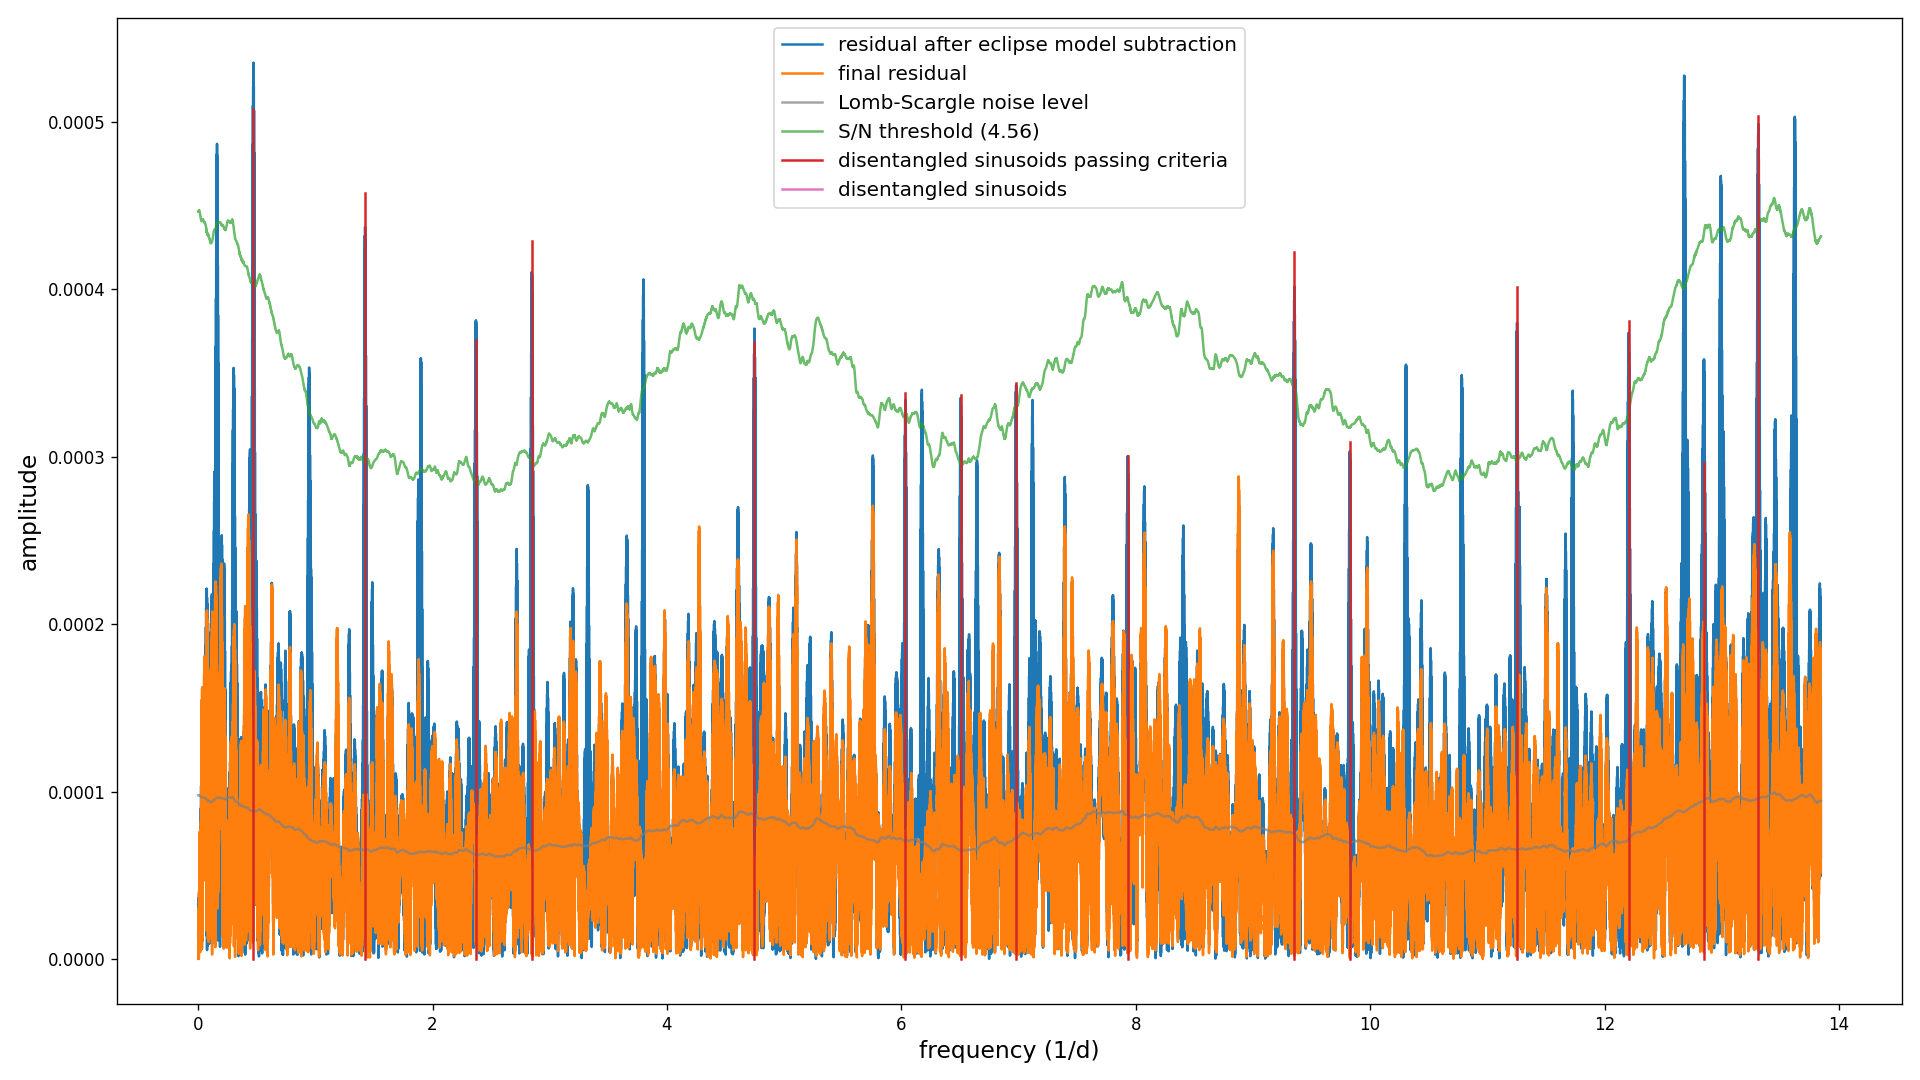 residual after eclipse model subtraction
final residual
Lomb-Scargle noise level
S/N threshold (4.56)
disentangled sinusoids passing criteria
disentangled sinusoids
amplitude
0.0005
0.0004
0.0003
0.0002
0.0001
0.0000
0 2 4 6 8 10 12 14
frequency (1/d)